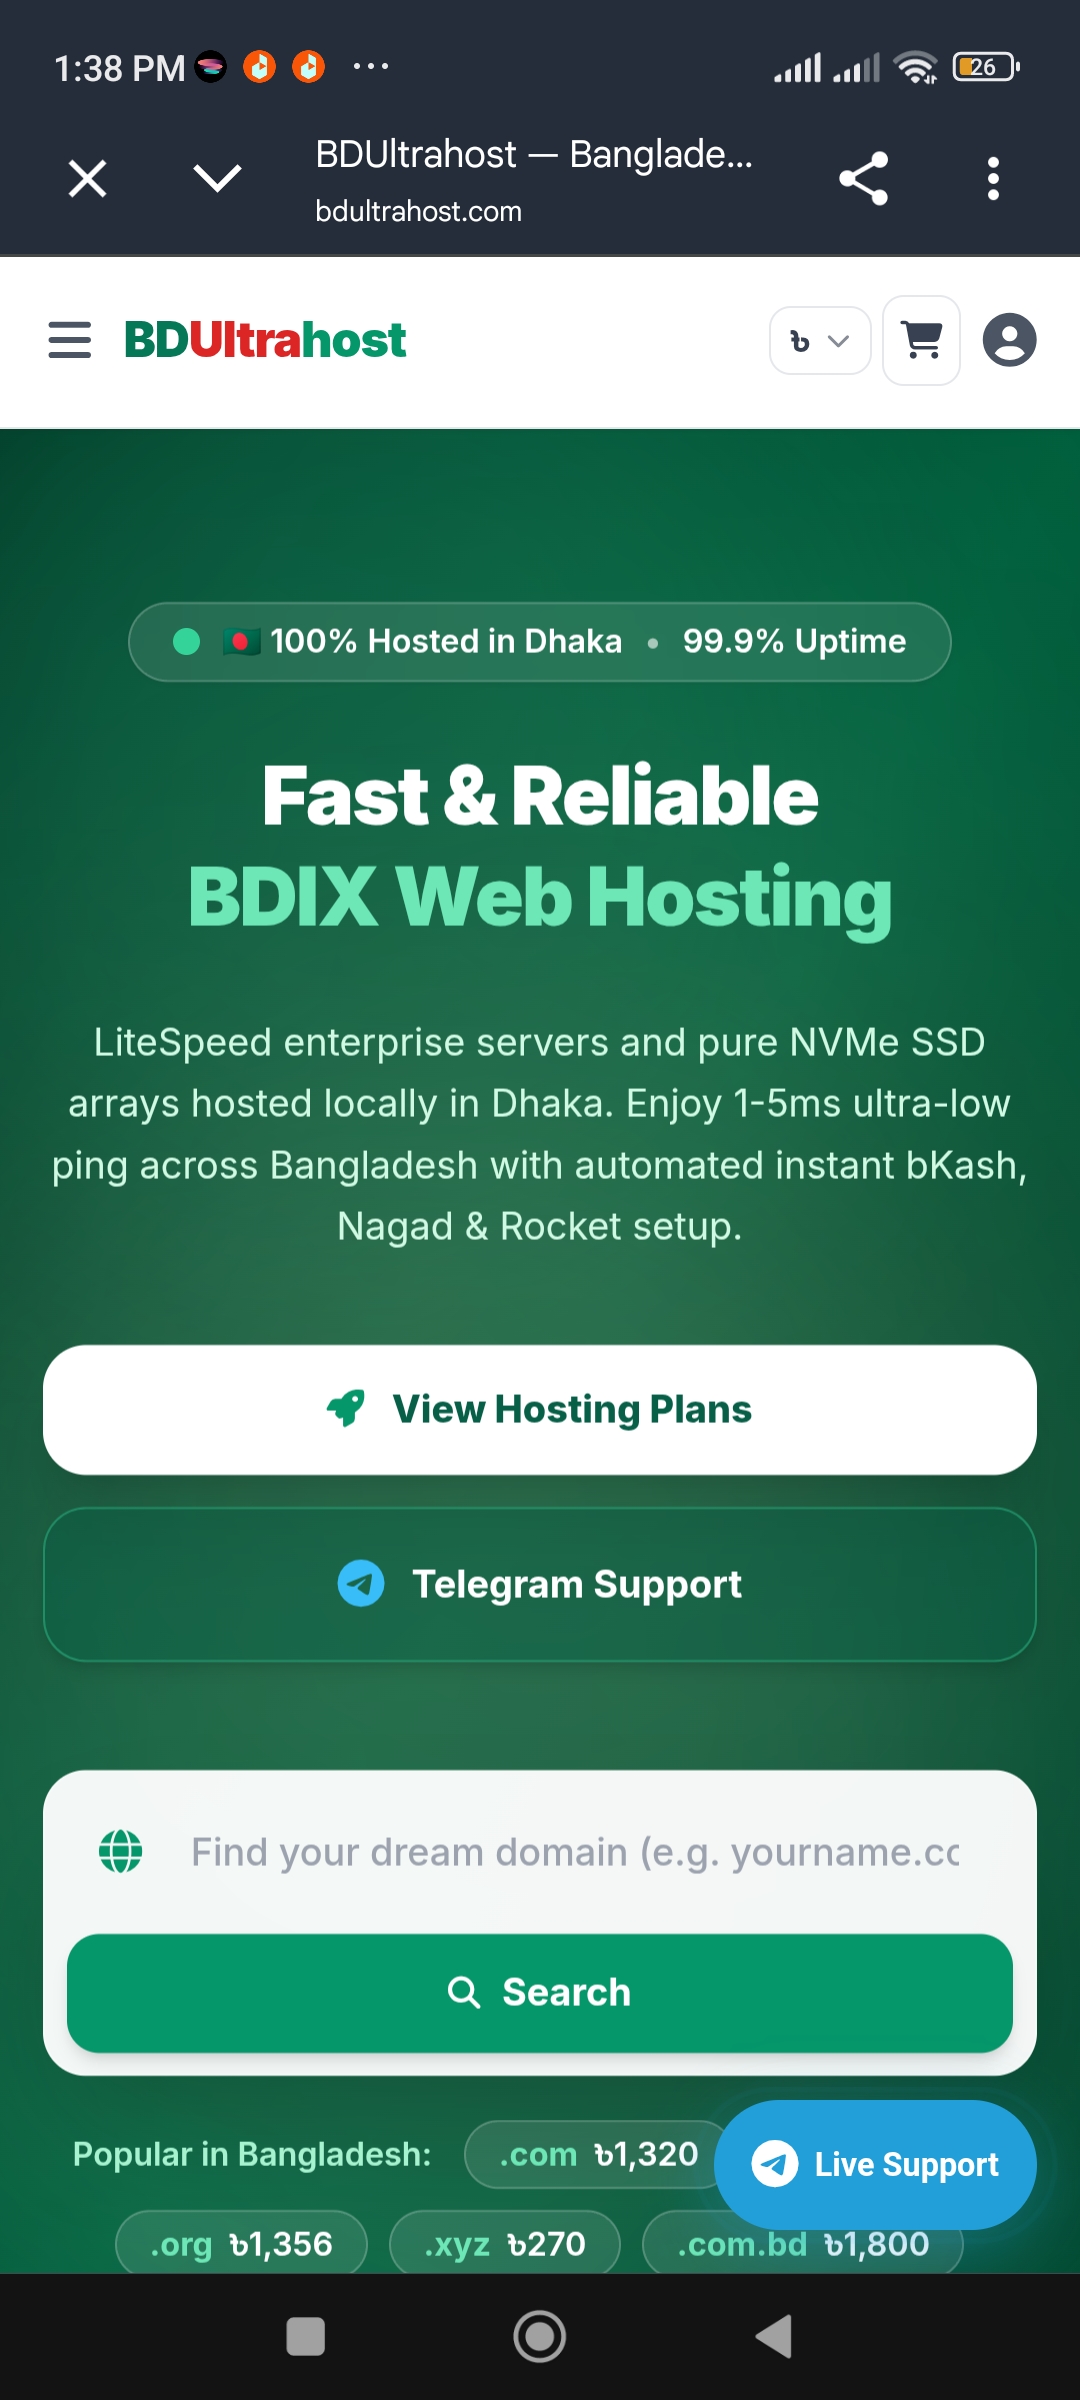 1:38 PM
26
BDUltrahost — Banglade...
bdultrahost.com
BDUltrahost
৳
100% Hosted in Dhaka • 99.9% Uptime
Fast & Reliable
BDIX Web Hosting
LiteSpeed enterprise servers and pure NVMe SSD
arrays hosted locally in Dhaka. Enjoy 1-5ms ultra-low
ping across Bangladesh with automated instant bKash,
Nagad & Rocket setup.
View Hosting Plans
Telegram Support
Find your dream domain (e.g. yourname.co
Search
Popular in Bangladesh: .com ৳1,320
Live Support
.org ৳1,356 .xyz ৳270 .com.bd ৳1,800